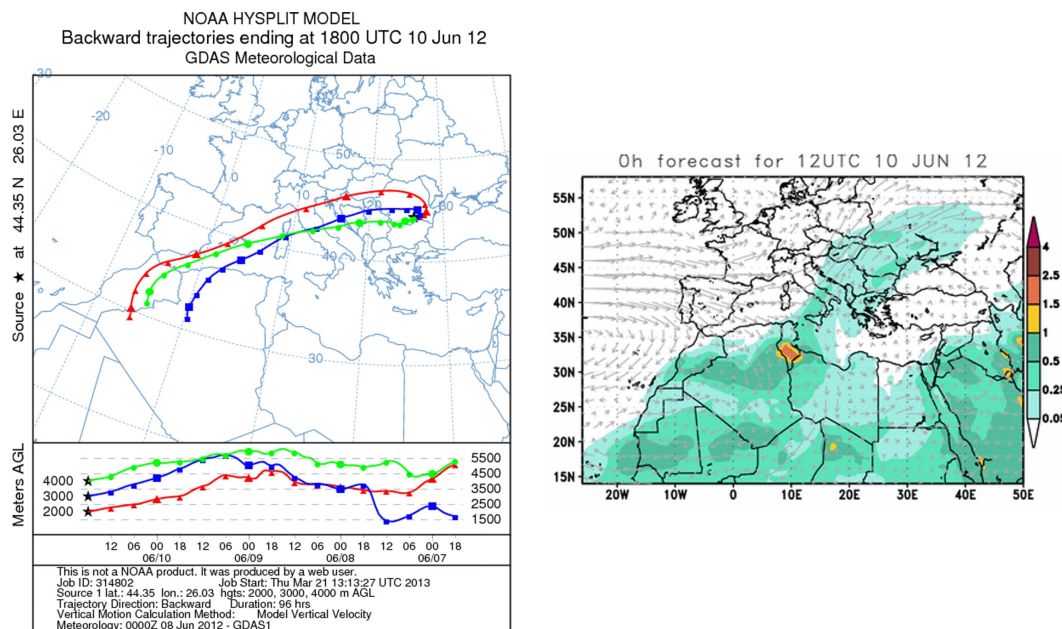 NOAA HYSPLIT MODEL
Backward trajectories ending at 1800 UTC 10 Jun 12
GDAS Meteorological Data
Source ★ at 44.35 N 26.03 E
-30
-20
-10
0
10
50
40
30
Meters AGL
4000
3000
2000
5500
4500
3500
2500
1500
12 06 00 18 12 06 00 18 12 06 00 18 12 06 00 18
06/10 06/09 06/08 06/07
This is not a NOAA product. It was produced by a web user.
Job ID: 314802 Job Start: Thu Mar 21 13:13:27 UTC 2013
Source 1 lat.: 44.35 lon.: 26.03 hgts: 2000, 3000, 4000 m AGL
Trajectory Direction: Backward Duration: 96 hrs
Vertical Motion Calculation Method: Model Vertical Velocity
Meteorology: 0000Z 08 Jun 2012 - GDAS1
0h forecast for 12UTC 10 JUN 12
55N
50N
45N
40N
35N
30N
25N
20N
15N
20W 10W 0 10E 20E 30E 40E 50E
4
2.5
1.5
1
0.5
0.25
0.05